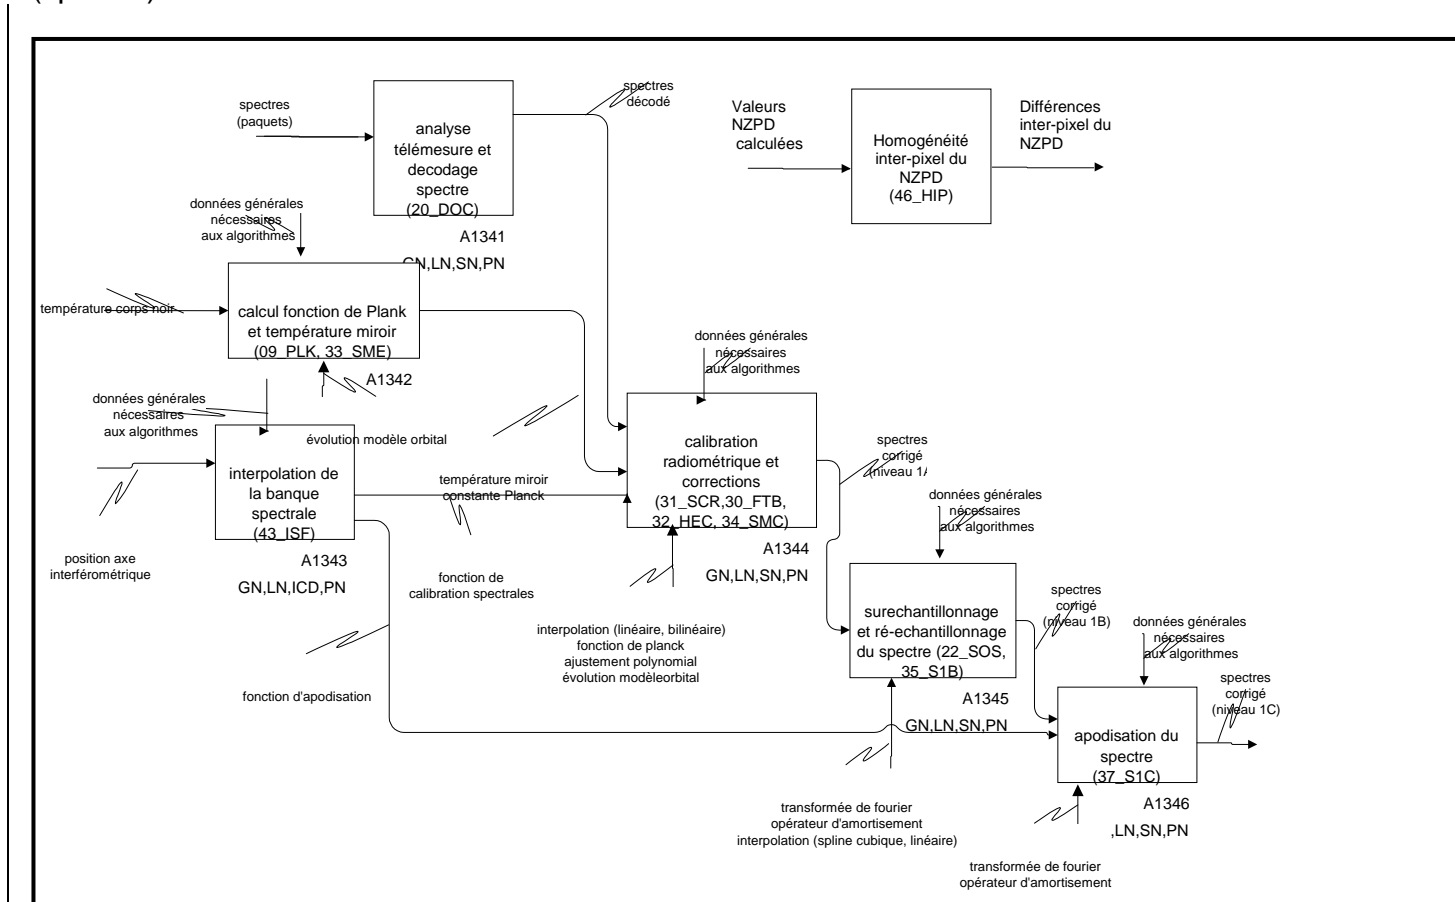 spectres
(paquets)
analyse
télémesure et
decodage
spectre
(20_DOC)
A1341
GN,LN,SN,PN
spectres
décodé
Valeurs
NZPD
calculées
Homogénéité
inter-pixel du
NZPD
(46_HIP)
Différences
inter-pixel du
NZPD
données générales
nécessaires
aux algorithmes
température corps noir
calcul fonction de Plank
et température miroir
(09_PLK, 33_SME)
A1342
données générales
nécessaires
aux algorithmes
évolution modèle orbital
interpolation de
la banque
spectrale
(43_ISF)
A1343
GN,LN,ICD,PN
position axe
interférométrique
température miroir
constante Planck
fonction de
calibration spectrales
fonction d'apodisation
données générales
nécessaires
aux algorithmes
calibration
radiométrique et
corrections
(31_SCR,30_FTB,
32_HEC, 34_SMC)
A1344
GN,LN,SN,PN
interpolation (linéaire, bilinéaire)
fonction de planck
ajustement polynomial
évolution modèleorbital
spectres
corrigé
(niveau 1A
données générales
nécessaires
aux algorithmes
surechantillonnage
et ré-echantillonnage
du spectre (22_SOS,
35_S1B)
A1345
GN,LN,SN,PN
transformée de fourier
opérateur d'amortisement
interpolation (spline cubique, linéaire)
spectres
corrigé
(niveau 1B)
données générales
nécessaires
aux algorithmes
apodisation du
spectre
(37_S1C)
A1346
,LN,SN,PN
transformée de fourier
opérateur d'amortisement
spectres
corrigé
(niveau 1C)